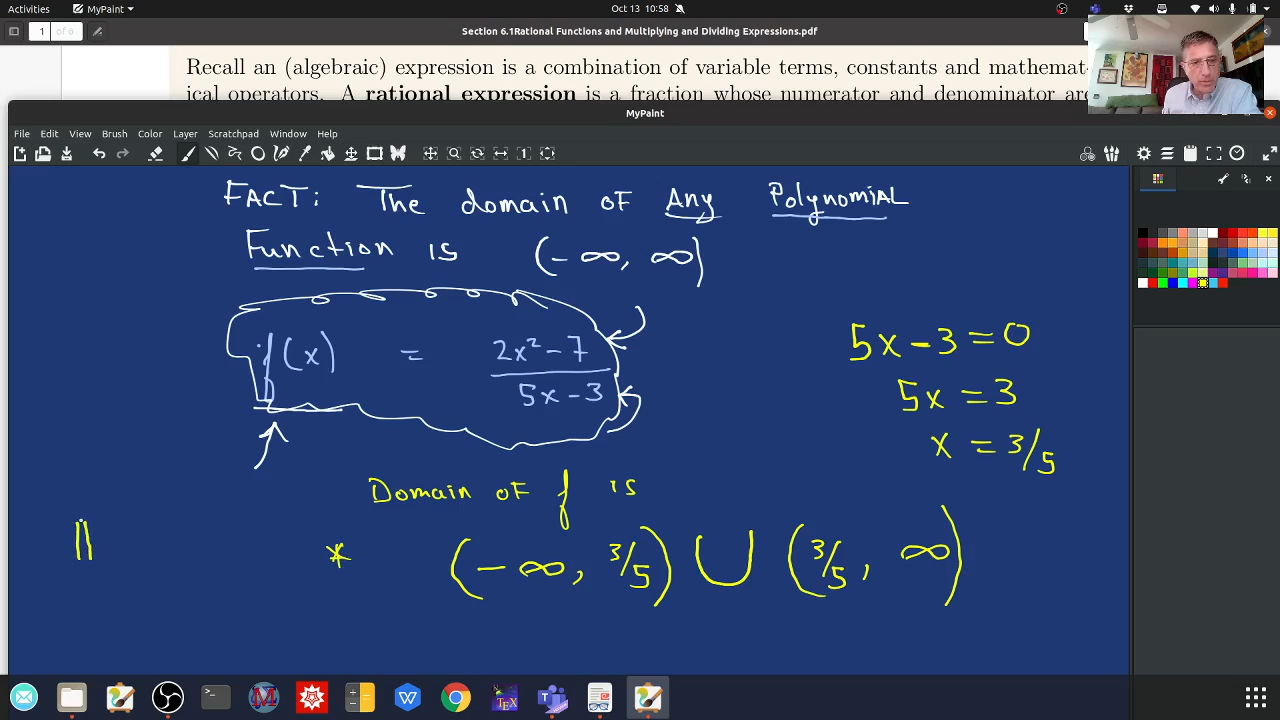 Activities MyPaint Oct 13 10:58
1 of 6 Section 6.1Rational Functions and Multiplying and Dividing Expressions.pdf
Recall an (algebraic) expression is a combination of variable terms, constants and mathemat-
ical operators. A rational expression is a fraction whose numerator and denominator are
MyPaint
File Edit View Brush Color Layer Scratchpad Window Help
FACT: The domain of Any Polynomial
Function is (-∞, ∞)
f(x) = 2x² - 7 / 5x - 3
5x - 3 = 0
5x = 3
x = 3/5
Domain of f is
* (-∞, 3/5) ∪ (3/5, ∞)